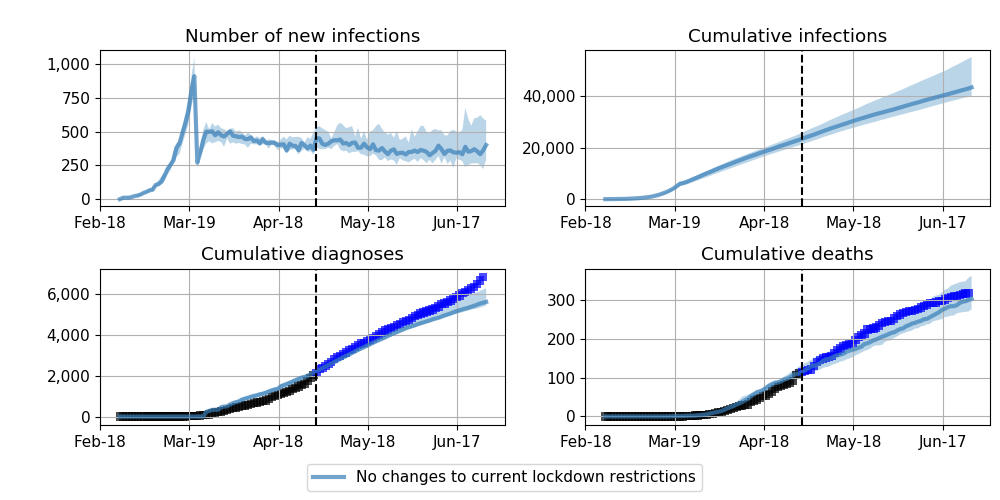 Number of new infections
1,000
750
500
250
0
Feb-18 Mar-19 Apr-18 May-18 Jun-17
Cumulative infections
40,000
20,000
0
Feb-18 Mar-19 Apr-18 May-18 Jun-17
Cumulative diagnoses
6,000
4,000
2,000
0
Feb-18 Mar-19 Apr-18 May-18 Jun-17
Cumulative deaths
300
200
100
0
Feb-18 Mar-19 Apr-18 May-18 Jun-17
No changes to current lockdown restrictions